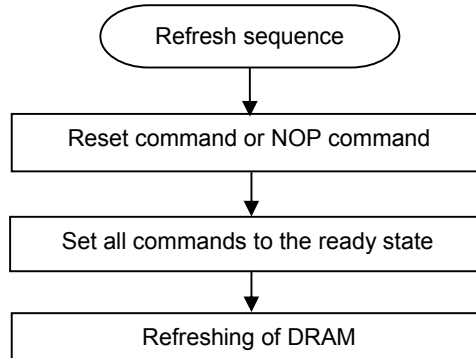 Refresh sequence
Reset command or NOP command
Set all commands to the ready state
Refreshing of DRAM